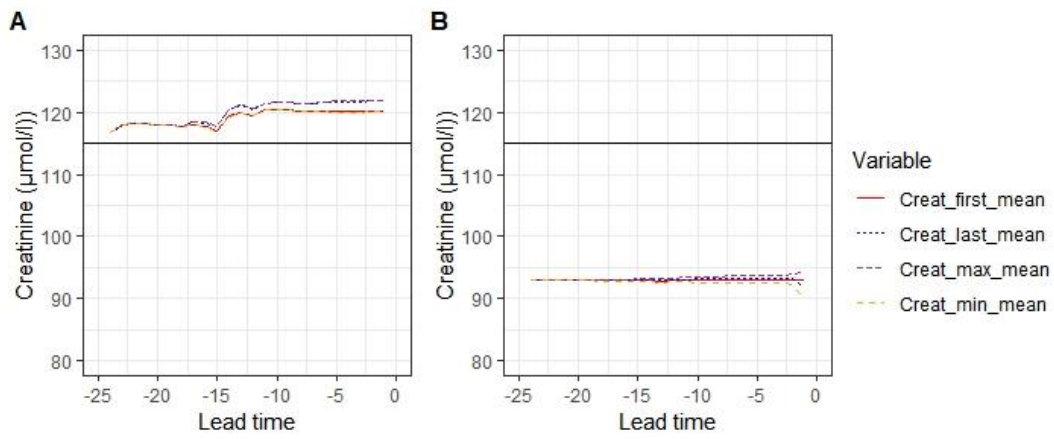 A
B
Creatinine (µmol/l))
130
120
110
100
90
80
-25
-20
-15
-10
-5
0
Lead time
Creatinine (µmol/l))
130
120
110
100
90
80
-25
-20
-15
-10
-5
0
Lead time
Variable
Creat_first_mean
Creat_last_mean
Creat_max_mean
Creat_min_mean